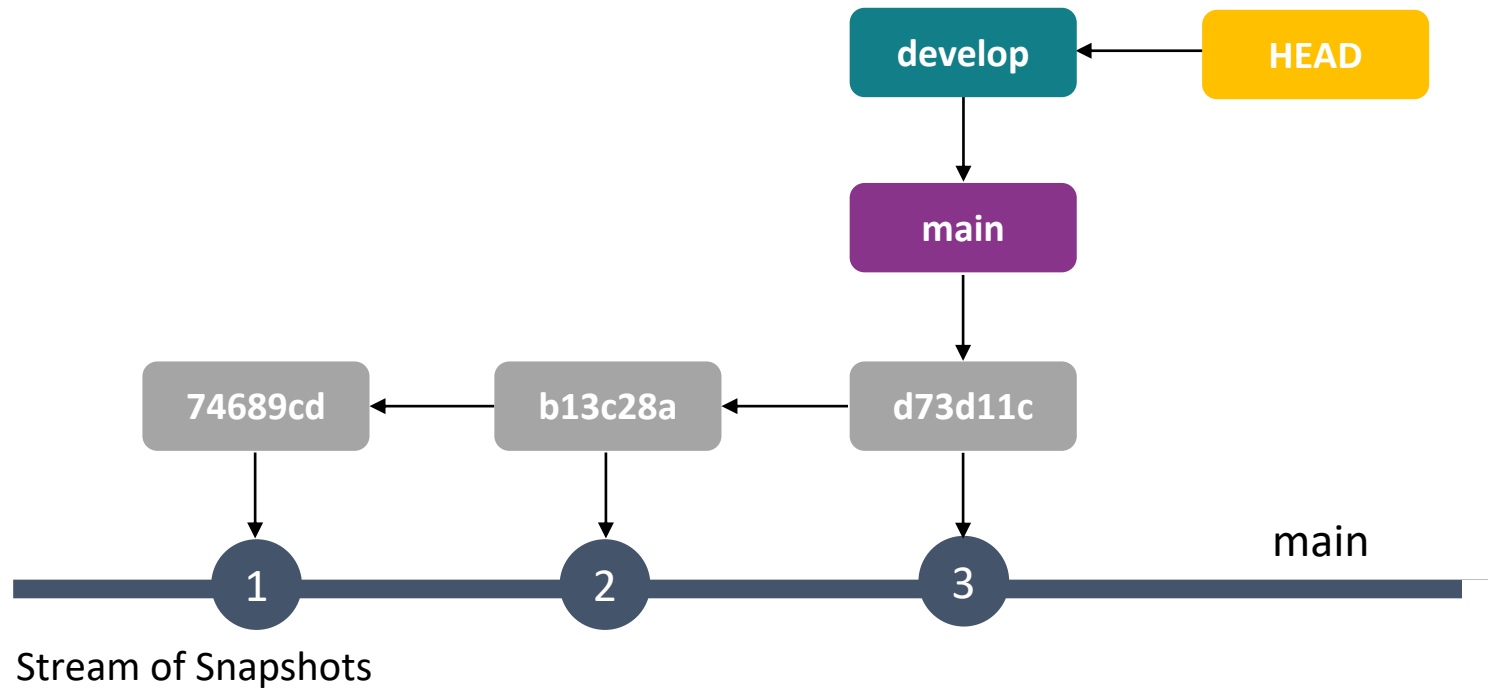 develop
HEAD
main
74689cd
b13c28a
d73d11c
main
1
2
3
Stream of Snapshots